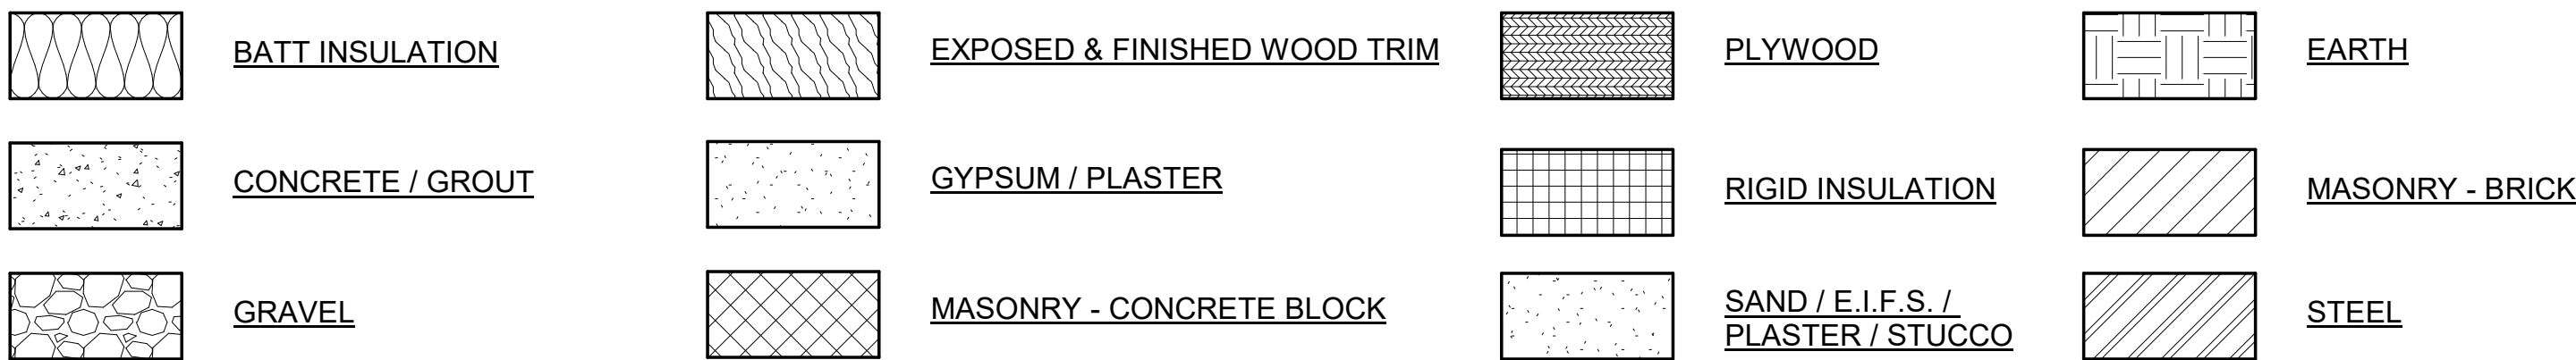 BATT INSULATION
EXPOSED & FINISHED WOOD TRIM
PLYWOOD
EARTH
CONCRETE / GROUT
GYPSUM / PLASTER
RIGID INSULATION
MASONRY - BRICK
GRAVEL
MASONRY - CONCRETE BLOCK
SAND / E.I.F.S. /
PLASTER / STUCCO
STEEL